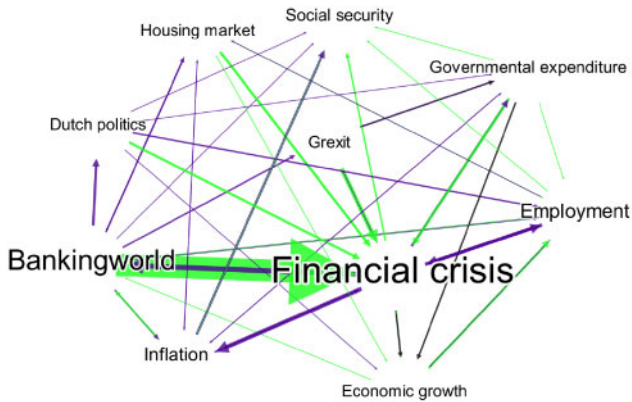 Social security
Housing market
Governmental expenditure
Dutch politics
Grexit
Employment
Bankingworld
Financial crisis
Inflation
Economic growth